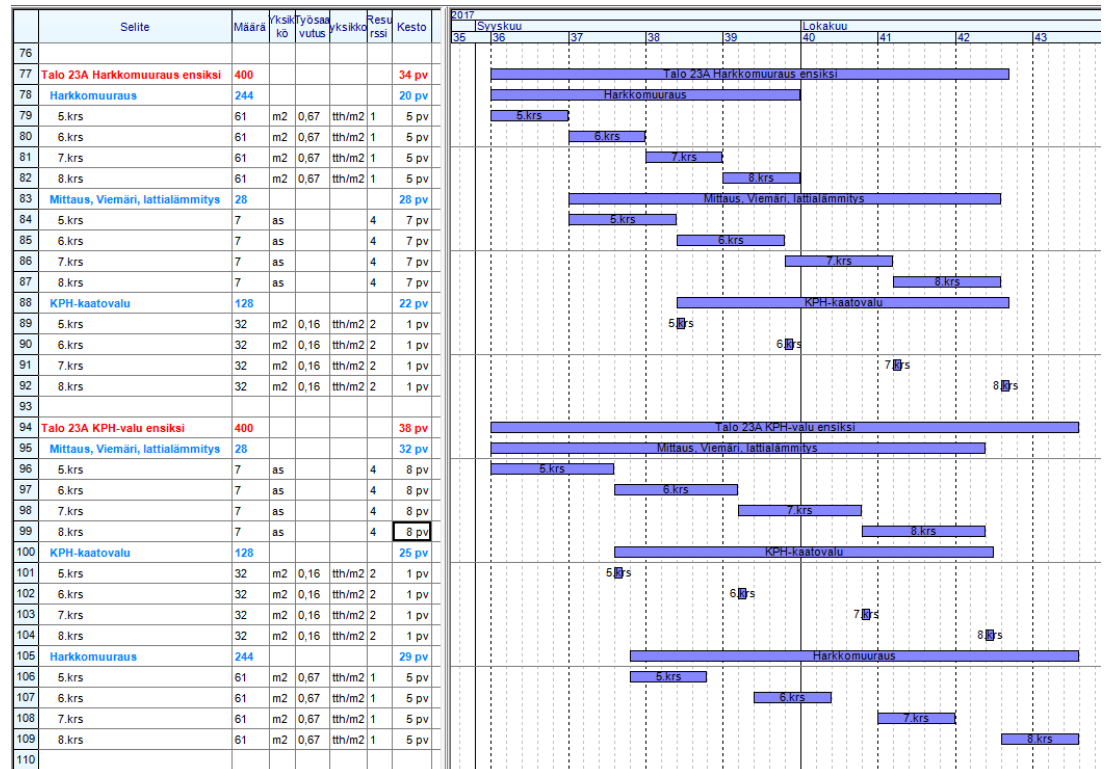 Selite Määrä Yksik kö Työsaa vutus yksikkö Resu rssi Kesto
2017
Syyskuu Lokakuu
35 36 37 38 39 40 41 42 43
76
77 Talo 23A Harkkomuuraus ensiksi 400 34 pv Talo 23A Harkkomuuraus ensiksi
78 Harkkomuuraus 244 20 pv Harkkomuuraus
79 5.krs 61 m2 0,67 tth/m2 1 5 pv 5.krs
80 6.krs 61 m2 0,67 tth/m2 1 5 pv 6.krs
81 7.krs 61 m2 0,67 tth/m2 1 5 pv 7.krs
82 8.krs 61 m2 0,67 tth/m2 1 5 pv 8.krs
83 Mittaus, Viemäri, lattialämmitys 28 28 pv Mittaus, Viemäri, lattialämmitys
84 5.krs 7 as 4 7 pv 5.krs
85 6.krs 7 as 4 7 pv 6.krs
86 7.krs 7 as 4 7 pv 7.krs
87 8.krs 7 as 4 7 pv 8.krs
88 KPH-kaatovalu 128 22 pv KPH-kaatovalu
89 5.krs 32 m2 0,16 tth/m2 2 1 pv 5.krs
90 6.krs 32 m2 0,16 tth/m2 2 1 pv 6.krs
91 7.krs 32 m2 0,16 tth/m2 2 1 pv 7.krs
92 8.krs 32 m2 0,16 tth/m2 2 1 pv 8.krs
93
94 Talo 23A KPH-valu ensiksi 400 38 pv Talo 23A KPH-valu ensiksi
95 Mittaus, Viemäri, lattialämmitys 28 32 pv Mittaus, Viemäri, lattialämmitys
96 5.krs 7 as 4 8 pv 5.krs
97 6.krs 7 as 4 8 pv 6.krs
98 7.krs 7 as 4 8 pv 7.krs
99 8.krs 7 as 4 8 pv 8.krs
100 KPH-kaatovalu 128 25 pv KPH-kaatovalu
101 5.krs 32 m2 0,16 tth/m2 2 1 pv 5.krs
102 6.krs 32 m2 0,16 tth/m2 2 1 pv 6.krs
103 7.krs 32 m2 0,16 tth/m2 2 1 pv 7.krs
104 8.krs 32 m2 0,16 tth/m2 2 1 pv 8.krs
105 Harkkomuuraus 244 29 pv Harkkomuuraus
106 5.krs 61 m2 0,67 tth/m2 1 5 pv 5.krs
107 6.krs 61 m2 0,67 tth/m2 1 5 pv 6.krs
108 7.krs 61 m2 0,67 tth/m2 1 5 pv 7.krs
109 8.krs 61 m2 0,67 tth/m2 1 5 pv 8.krs
110